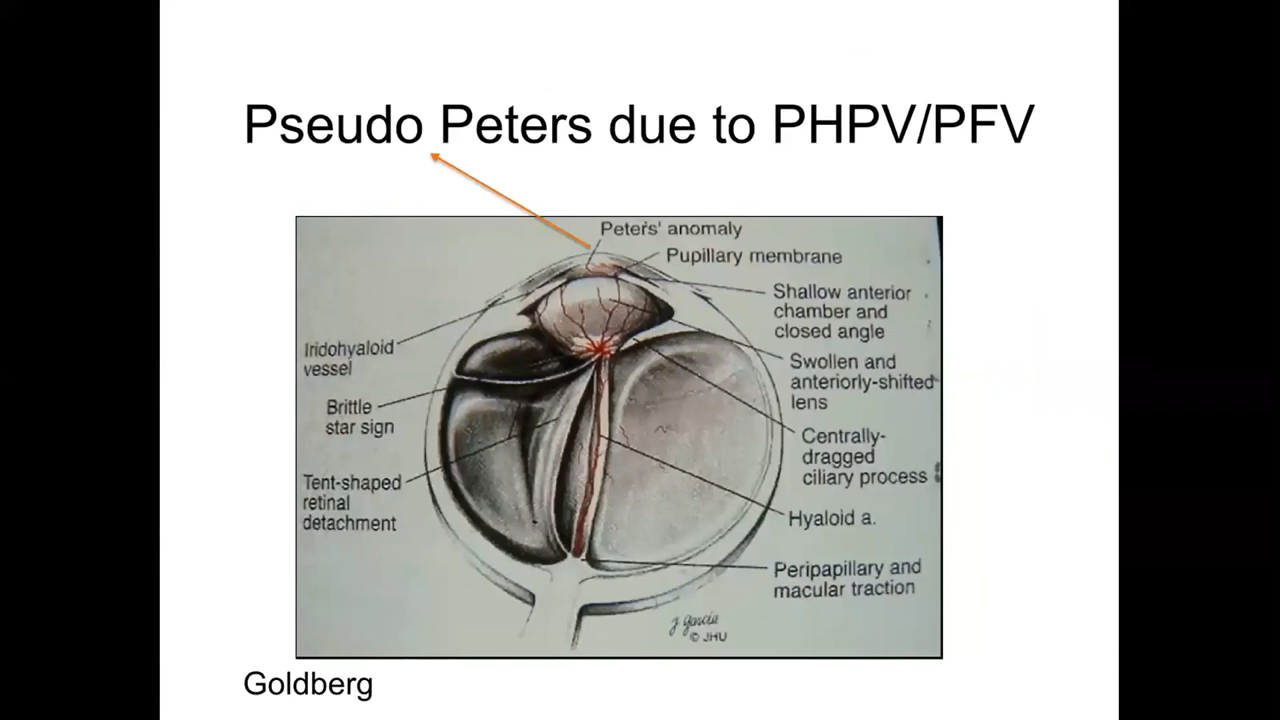 Pseudo Peters due to PHPV/PFV
Peters' anomaly
Pupillary membrane
Shallow anterior
chamber and
closed angle
Iridohyaloid
vessel
Swollen and
anteriorly-shifted
lens
Brittle
star sign
Centrally-
dragged
ciliary process
Tent-shaped
retinal
detachment
Hyaloid a.
Peripapillary and
macular traction
J Garcia
© JHU
Goldberg